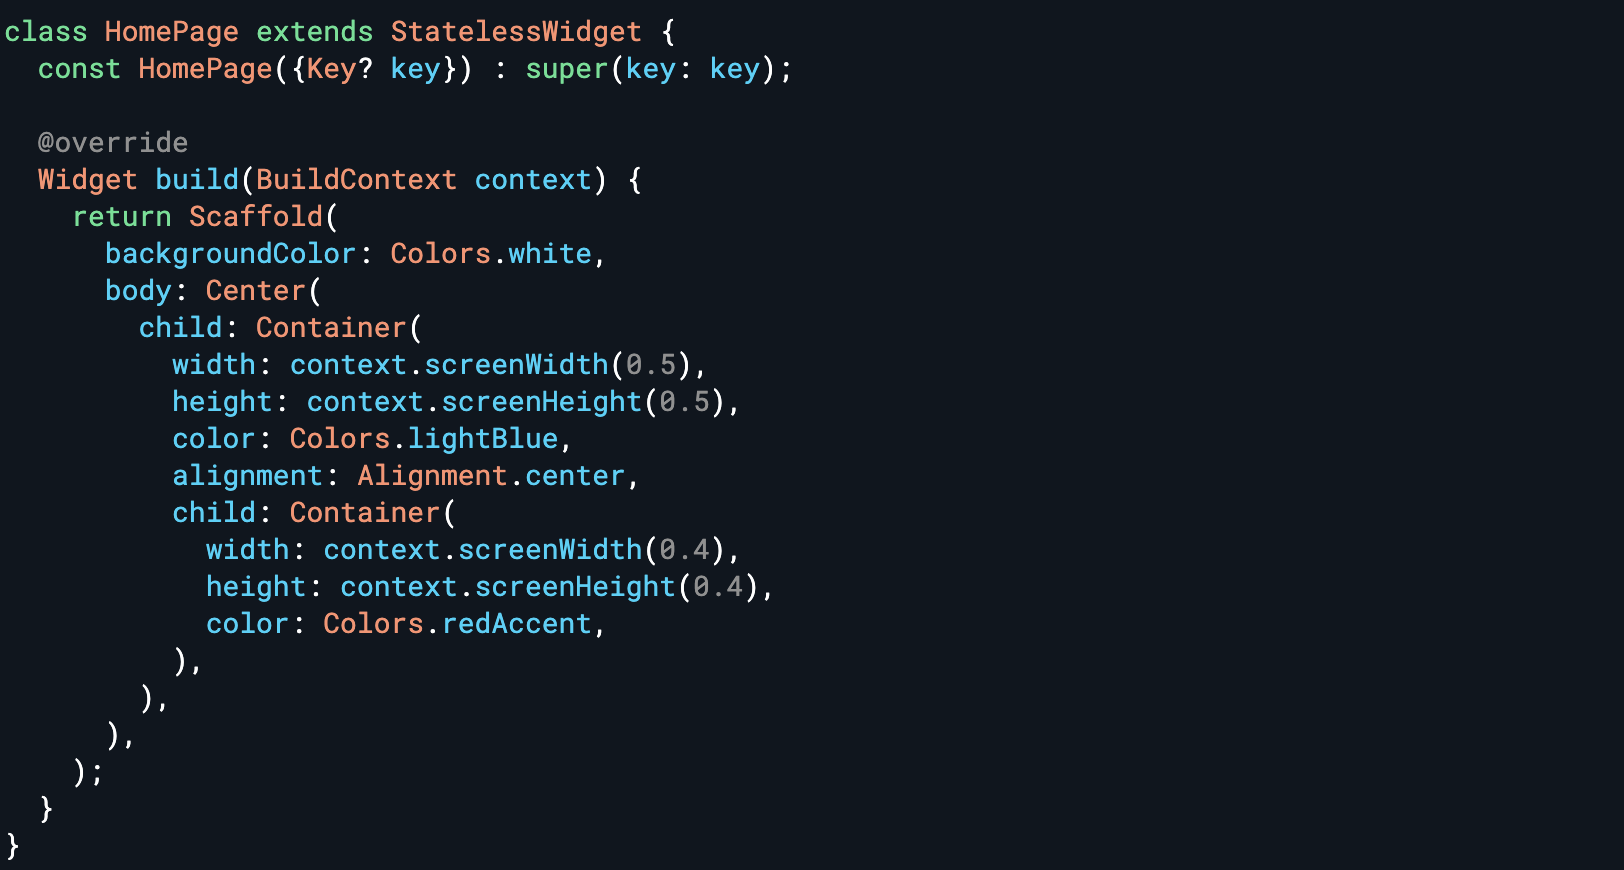 class HomePage extends StatelessWidget {
  const HomePage({Key? key}) : super(key: key);

  @override
  Widget build(BuildContext context) {
    return Scaffold(
      backgroundColor: Colors.white,
      body: Center(
        child: Container(
          width: context.screenWidth(0.5),
          height: context.screenHeight(0.5),
          color: Colors.lightBlue,
          alignment: Alignment.center,
          child: Container(
            width: context.screenWidth(0.4),
            height: context.screenHeight(0.4),
            color: Colors.redAccent,
          ),
        ),
      ),
    );
  }
}